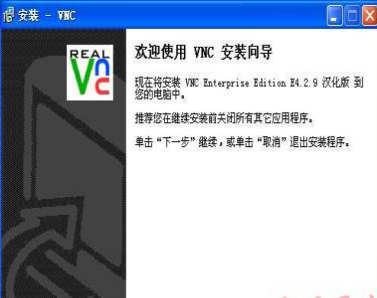 安装 - VNC
REAL
VNC
欢迎使用 VNC 安装向导
现在将安装 VNC Enterprise Edition E4.2.9 汉化版 到
您的电脑中。
推荐您在继续安装前关闭所有其它应用程序。
单击“下一步”继续,或单击“取消”退出安装程序。